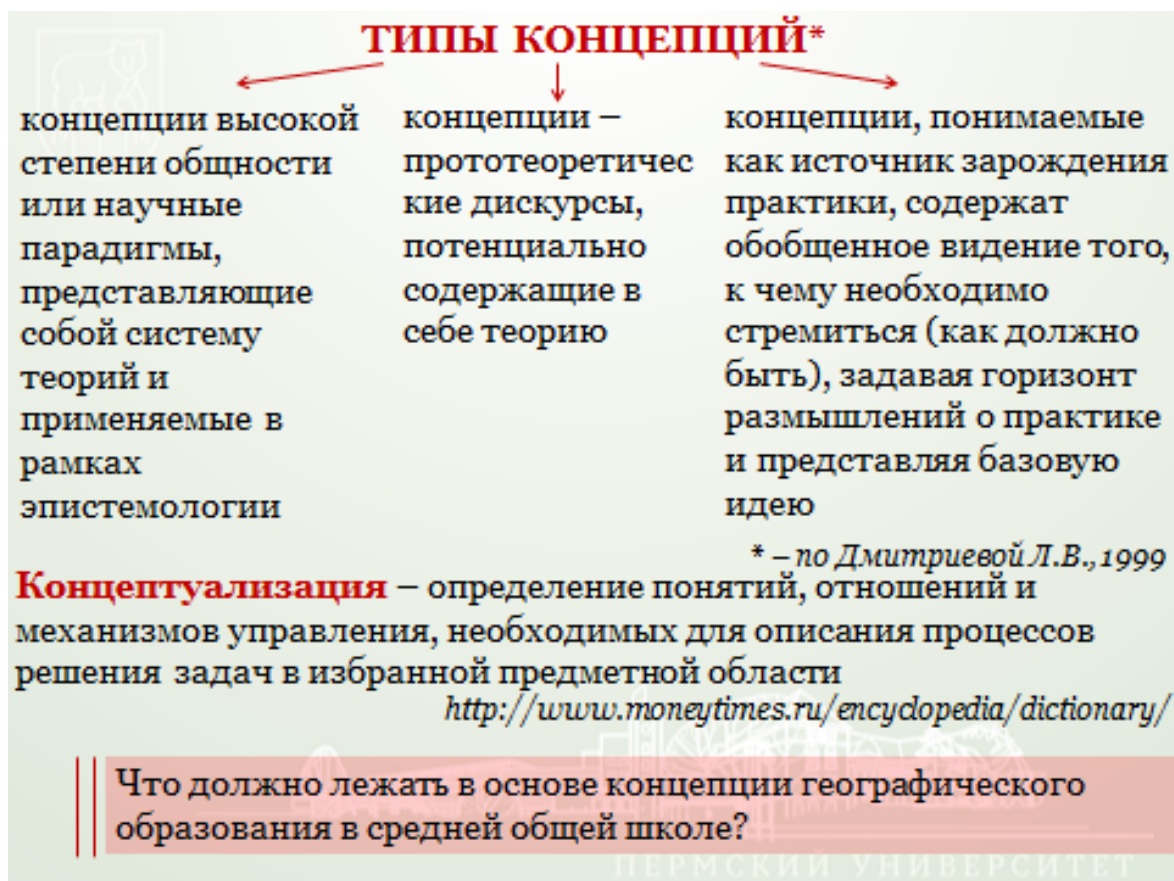 ТИПЫ КОНЦЕПЦИЙ*
концепции высокой
степени общности
или научные
парадигмы,
представляющие
собой систему
теорий и
применяемые в
рамках
эпистемологии
концепции –
прототеоретичес
кие дискурсы,
потенциально
содержащие в
себе теорию
концепции, понимаемые
как источник зарождения
практики, содержат
обобщенное видение того,
к чему необходимо
стремиться (как должно
быть), задавая горизонт
размышлений о практике
и представляя базовую
идею
* – по Дмитриевой Л.В., 1999
Концептуализация – определение понятий, отношений и
механизмов управления, необходимых для описания процессов
решения задач в избранной предметной области
http://www.moneytimes.ru/encyclopedia/dictionary/
Что должно лежать в основе концепции географического
образования в средней общей школе?
ПЕРМСКИЙ УНИВЕРСИТЕТ